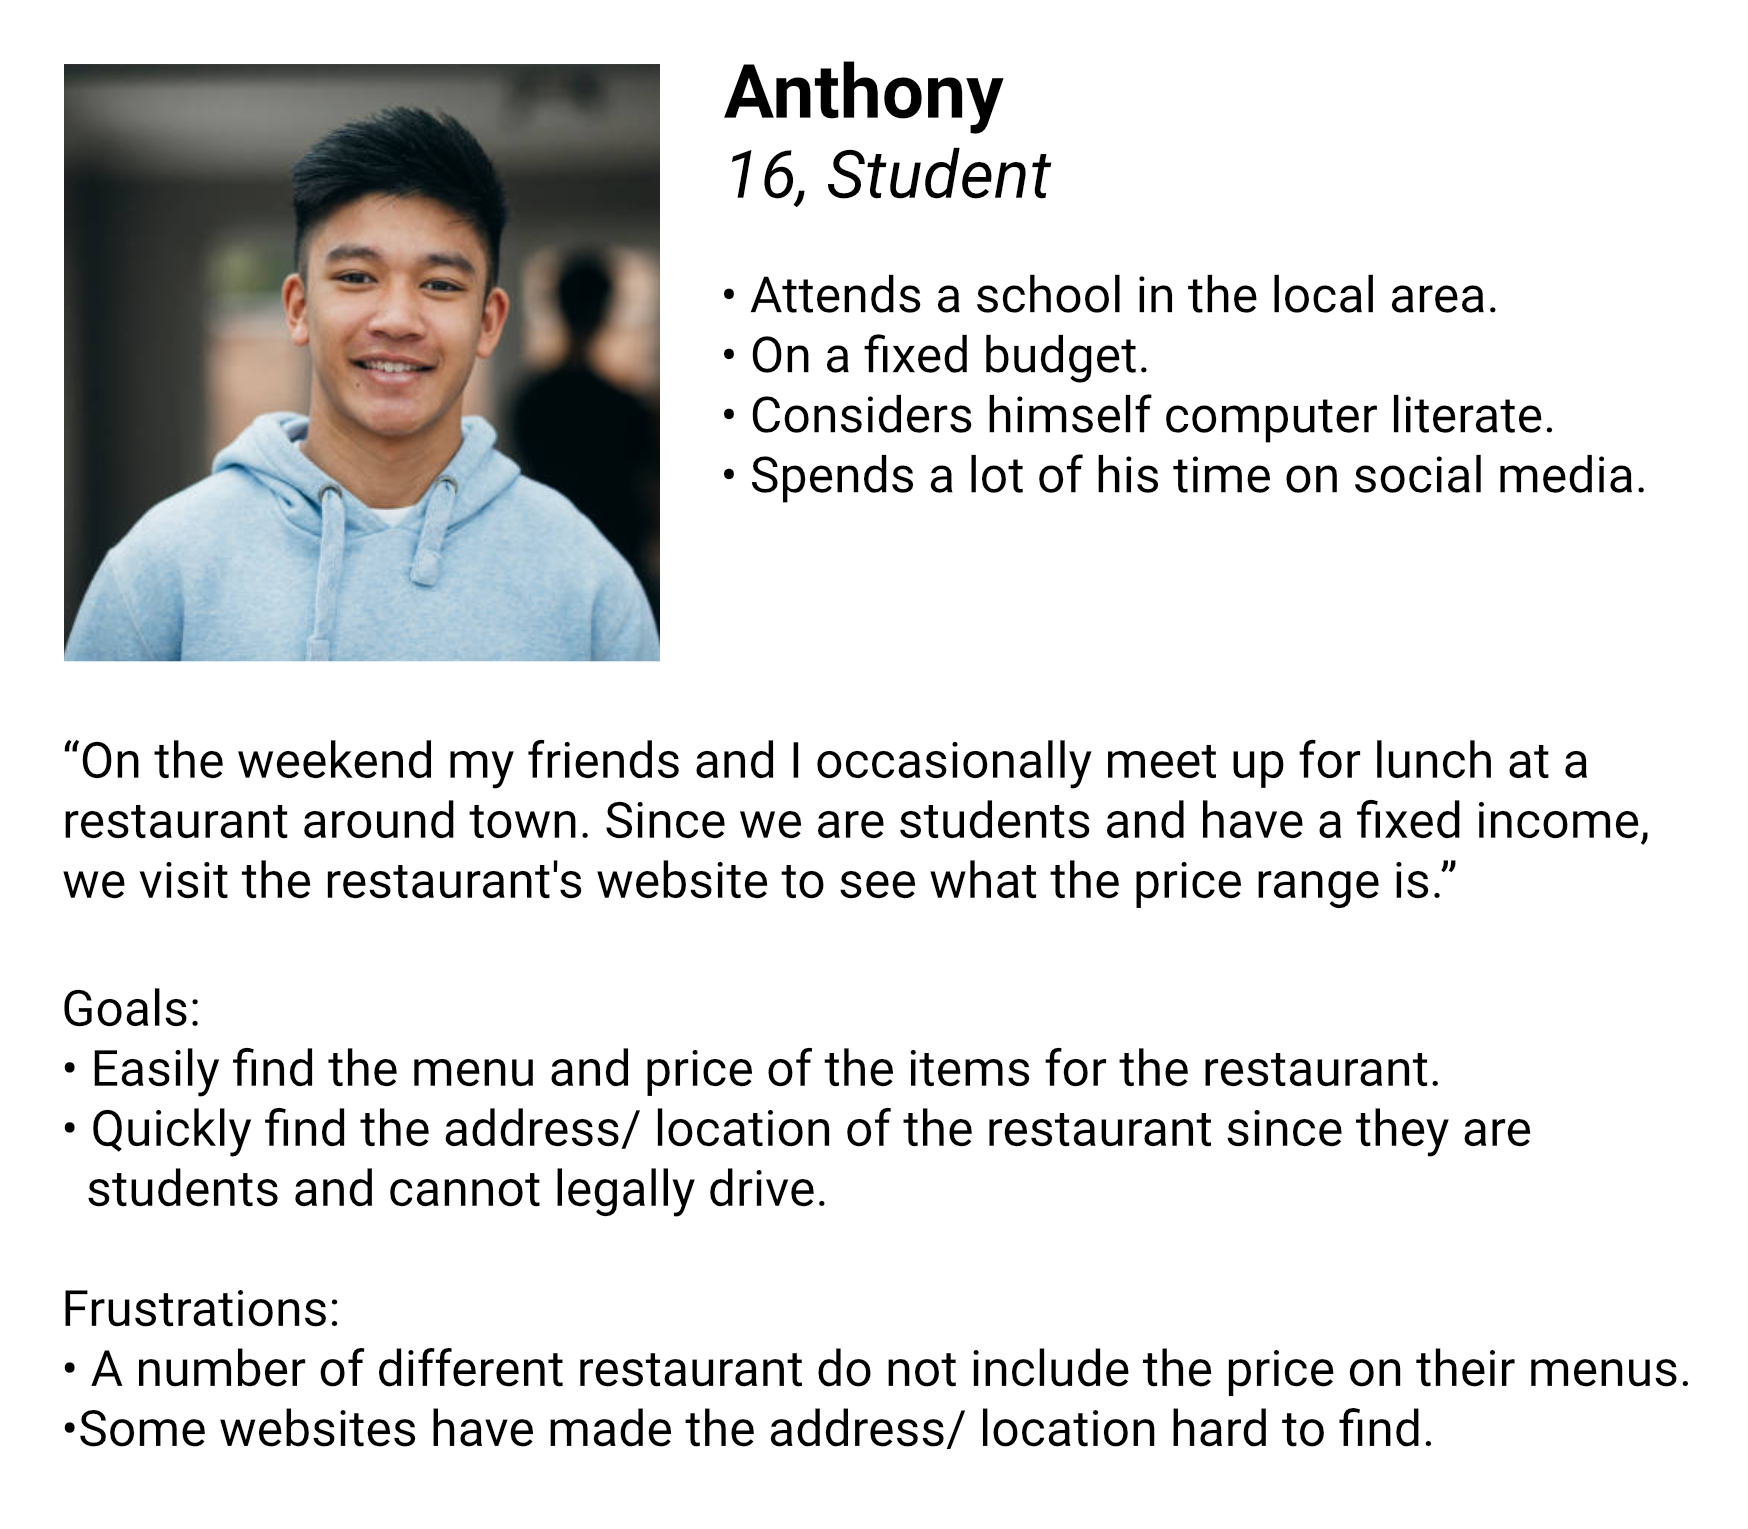 Anthony
16, Student
• Attends a school in the local area.
• On a fixed budget.
• Considers himself computer literate.
• Spends a lot of his time on social media.
“On the weekend my friends and I occasionally meet up for lunch at a
restaurant around town. Since we are students and have a fixed income,
we visit the restaurant's website to see what the price range is.”
Goals:
• Easily find the menu and price of the items for the restaurant.
• Quickly find the address/ location of the restaurant since they are
students and cannot legally drive.
Frustrations:
• A number of different restaurant do not include the price on their menus.
•Some websites have made the address/ location hard to find.